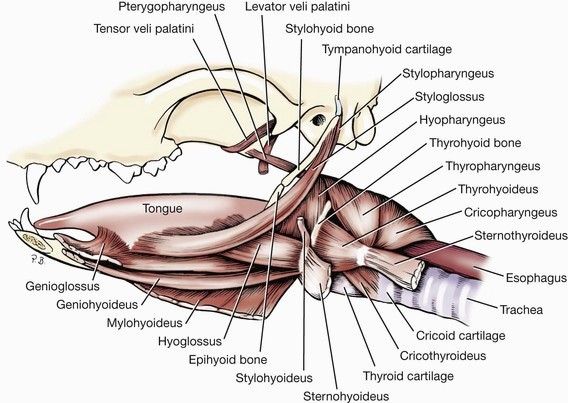 Pterygopharyngeus
Levator veli palatini
Tensor veli palatini
Stylohyoid bone
Tympanohyoid cartilage
Stylopharyngeus
Styloglossus
Hyopharyngeus
Thyrohyoid bone
Thyropharyngeus
Thyrohyoideus
Cricopharyngeus
Sternothyroideus
Tongue
P.B.
Esophagus
Genioglossus
Geniohyoideus
Trachea
Mylohyoideus
Hyoglossus
Cricoid cartilage
Epihyoid bone
Cricothyroideus
Stylohyoideus
Thyroid cartilage
Sternohyoideus